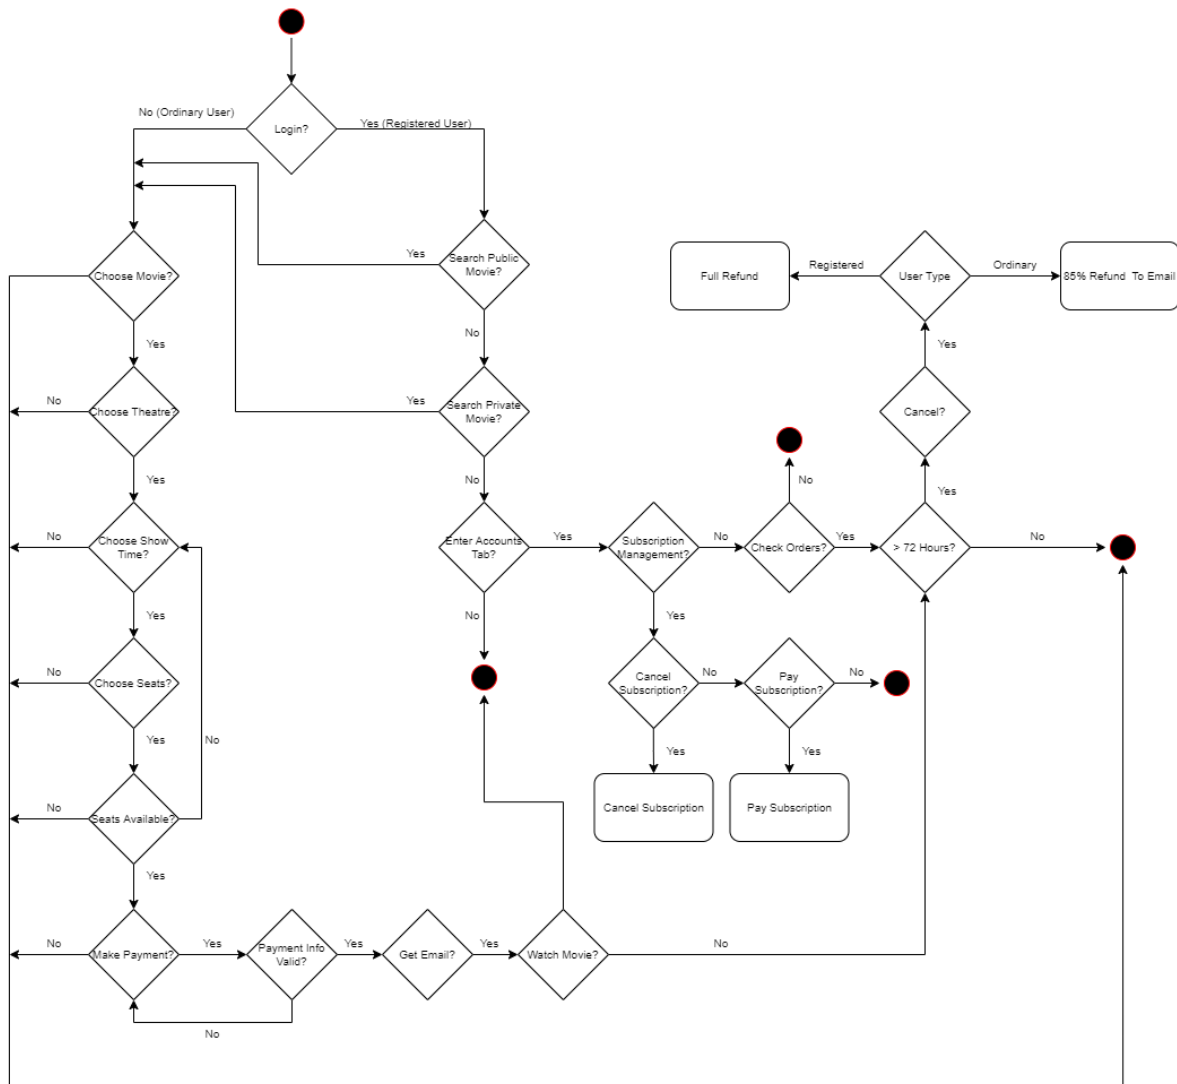 No (Ordinary User)
Login?
Yes (Registered User)
Choose Movie?
Yes
Search Public
Movie?
Full Refund
Registered
User Type
Ordinary
85% Refund  To Email
Yes
No
Yes
No
Choose Theatre?
Yes
Search Private
Movie?
Cancel?
Yes
No
No
Yes
No
Choose Show
Time?
Enter Accounts
Tab?
Yes
Subscription
Management?
No
Check Orders?
Yes
> 72 Hours?
No
Yes
No
Yes
No
Choose Seats?
Cancel
Subscription?
No
Pay
Subscription?
No
Yes
No
Yes
Yes
No
Seats Available?
Cancel Subscription
Pay Subscription
Yes
No
Make Payment?
Yes
Payment Info
Valid?
Yes
Get Email?
Yes
Watch Movie?
No
No